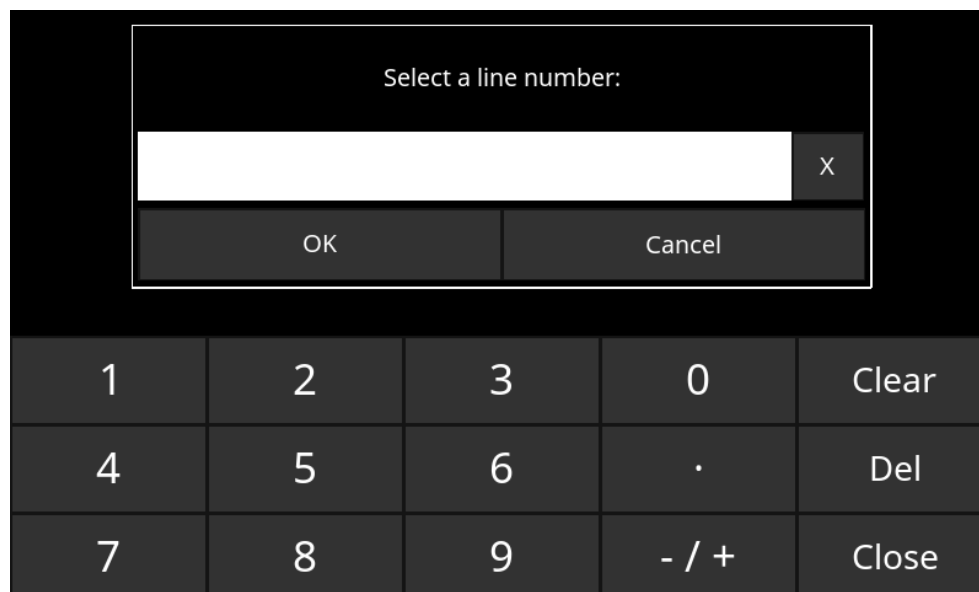 Select a line number:
X
OK Cancel
1 2 3 0 Clear
4 5 6 · Del
7 8 9 - / + Close